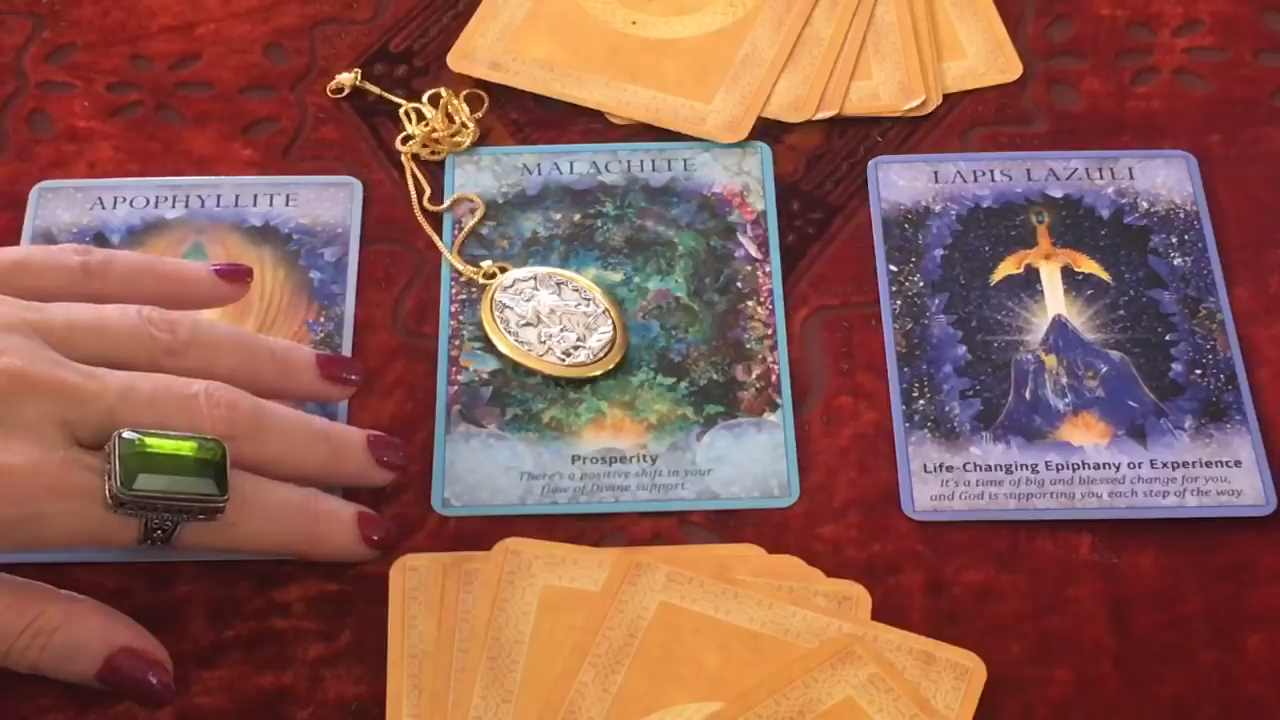 APOPHYLLITE
MALACHITE
Prosperity
There's a positive shift in your
flow of Divine support.
LAPIS LAZULI
Life-Changing Epiphany or Experience
It's a time of big and blessed change for you,
and God is supporting you each step of the way.